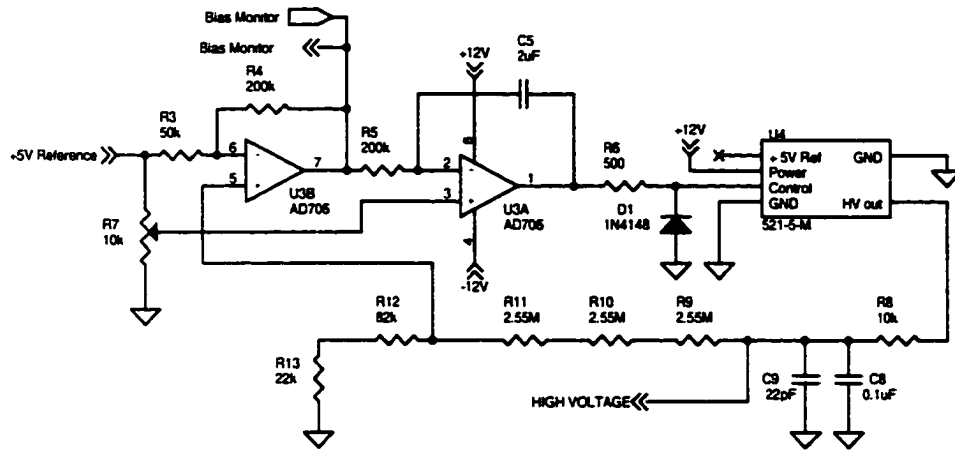 Bias Monitor
Bias Monitor
R4
200k
R3
50k
+5V Reference
6
-
5
+
7
U3B
AD706
R5
200k
+12V
C5
2uF
8
2
-
3
+
1
U3A
AD706
4
-12V
R7
10k
R6
500
D1
1N4148
+12V
U4
+ 5V Ref
Power
Control
GND
GND
HV out
521-5-M
R12
82k
R11
2.55M
R10
2.55M
R9
2.55M
R8
10k
R13
22k
HIGH VOLTAGE
C9
22pF
C8
0.1uF